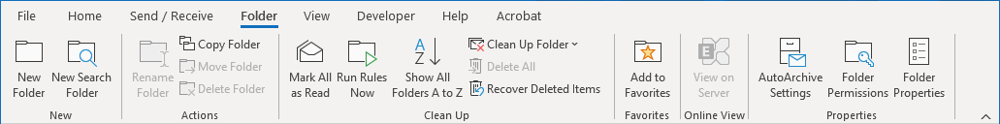 File Home Send / Receive Folder View Developer Help Acrobat
New Folder
New Search Folder
New
Rename Folder
Copy Folder
Move Folder
Delete Folder
Actions
Mark All as Read
Run Rules Now
Show All Folders A to Z
Clean Up Folder
Delete All
Recover Deleted Items
Clean Up
Add to Favorites
Favorites
View on Server
Online View
AutoArchive Settings
Folder Permissions
Folder Properties
Properties